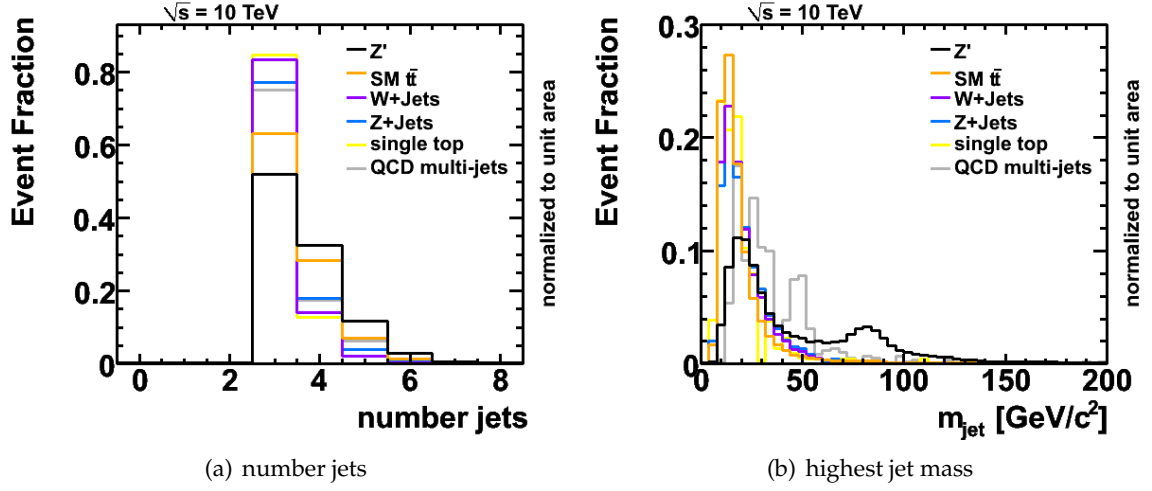 √s = 10 TeV
Event Fraction
0.8
0.6
0.4
0.2
0
Z'
SM tt̄
W+Jets
Z+Jets
single top
QCD multi-jets
normalized to unit area
0 2 4 6 8
number jets
(a) number jets
√s = 10 TeV
Event Fraction
0.3
0.2
0.1
0
Z'
SM tt̄
W+Jets
Z+Jets
single top
QCD multi-jets
normalized to unit area
0 50 100 150 200
m_jet [GeV/c²]
(b) highest jet mass